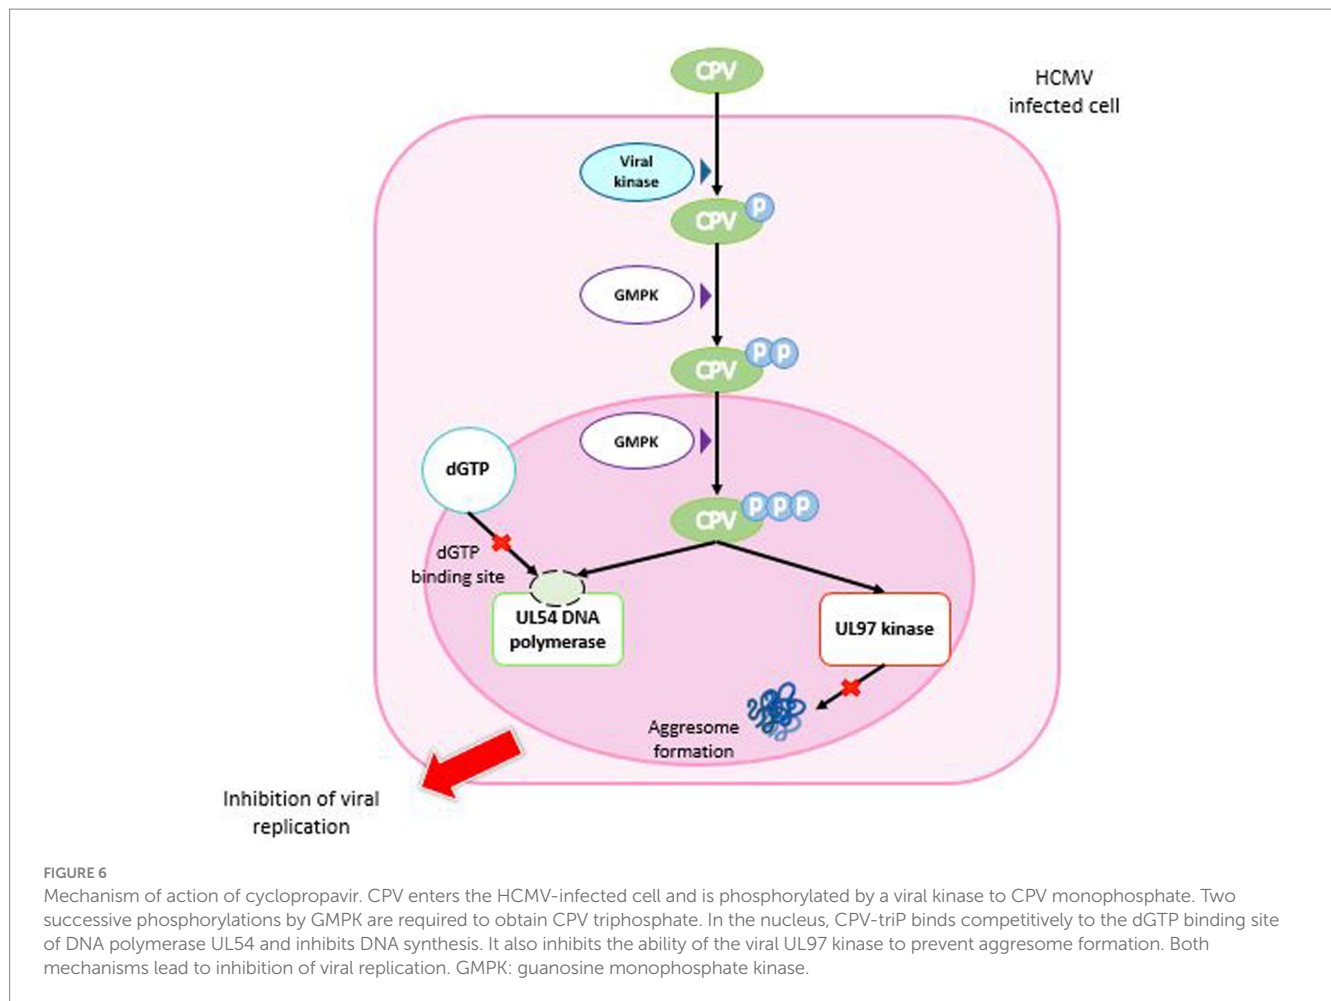 CPV
HCMV
infected cell
Viral
kinase
CPV P
GMPK
CPV P P
GMPK
dGTP
CPV P P P
dGTP
binding site
UL54 DNA
polymerase
UL97 kinase
Aggresome
formation
Inhibition of viral
replication
FIGURE 6
Mechanism of action of cyclopropavir. CPV enters the HCMV-infected cell and is phosphorylated by a viral kinase to CPV monophosphate. Two
successive phosphorylations by GMPK are required to obtain CPV triphosphate. In the nucleus, CPV-triP binds competitively to the dGTP binding site
of DNA polymerase UL54 and inhibits DNA synthesis. It also inhibits the ability of the viral UL97 kinase to prevent aggresome formation. Both
mechanisms lead to inhibition of viral replication. GMPK: guanosine monophosphate kinase.